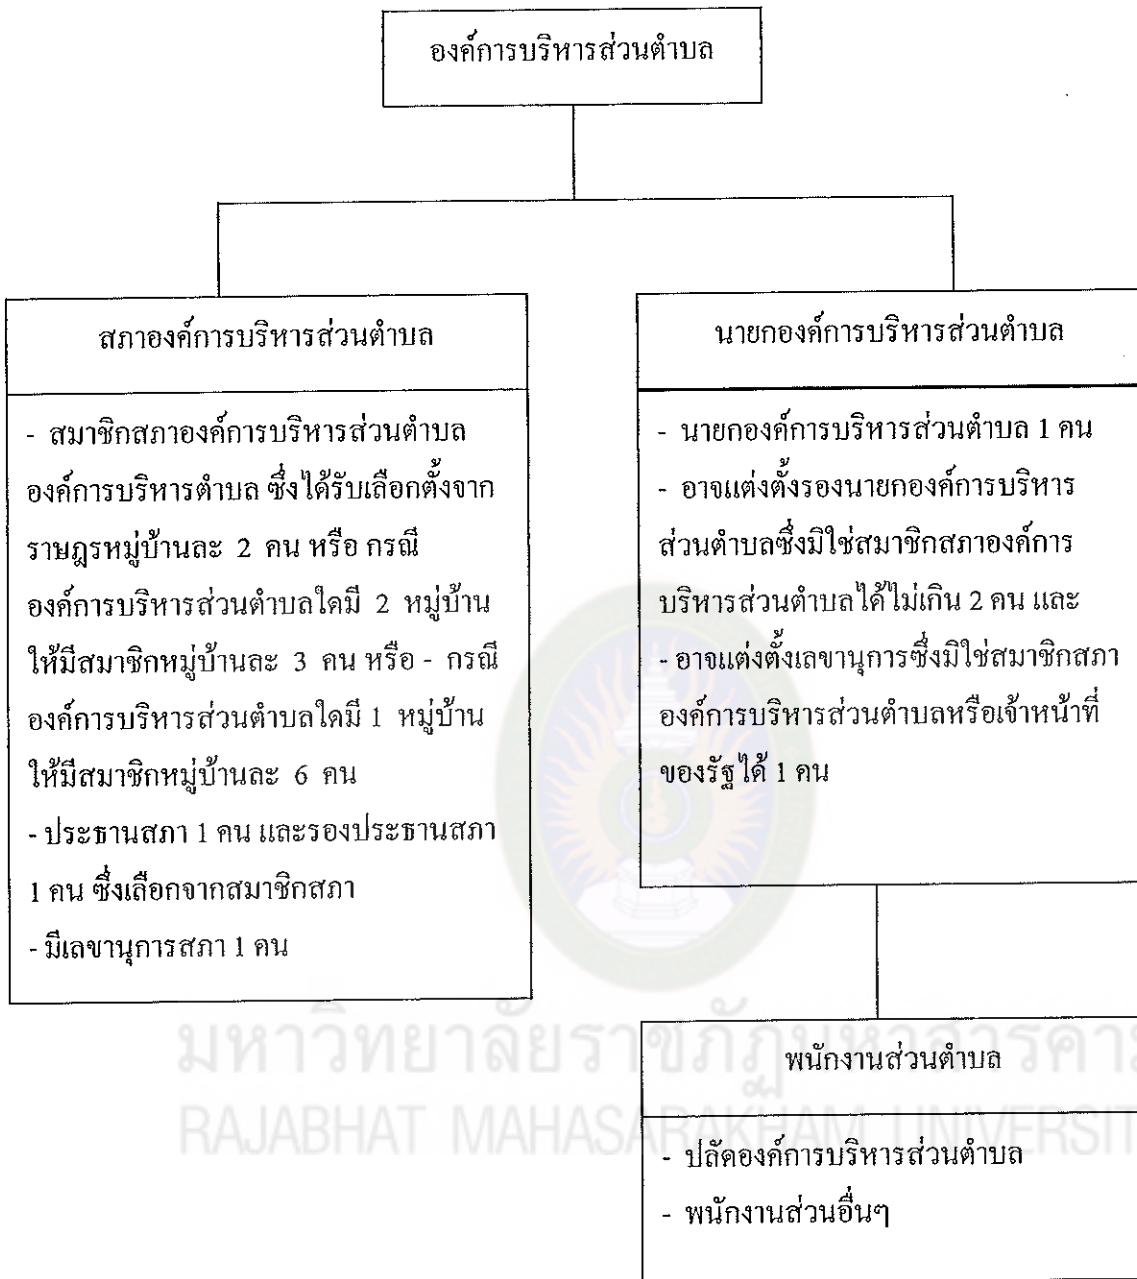 องค์การบริหารส่วนตำบล
สภาองค์การบริหารส่วนตำบล
- สมาชิกสภาองค์การบริหารส่วนตำบล
องค์การบริหารตำบล ซึ่งได้รับเลือกตั้งจาก
ราษฎรหมู่บ้านละ 2 คน หรือ กรณี
องค์การบริหารส่วนตำบลใดมี 2 หมู่บ้าน
ให้มีสมาชิกหมู่บ้านละ 3 คน หรือ - กรณี
องค์การบริหารส่วนตำบลใดมี 1 หมู่บ้าน
ให้มีสมาชิกหมู่บ้านละ 6 คน
- ประธานสภา 1 คน และรองประธานสภา
1 คน ซึ่งเลือกจากสมาชิกสภา
- มีเลขานุการสภา 1 คน
นายกองค์การบริหารส่วนตำบล
- นายกองค์การบริหารส่วนตำบล 1 คน
- อาจแต่งตั้งรองนายกองค์การบริหาร
ส่วนตำบลซึ่งมิใช่สมาชิกสภาองค์การ
บริหารส่วนตำบลได้ไม่เกิน 2 คน และ
- อาจแต่งตั้งเลขานุการซึ่งมิใช่สมาชิกสภา
องค์การบริหารส่วนตำบลหรือเจ้าหน้าที่
ของรัฐได้ 1 คน
พนักงานส่วนตำบล
- ปลัดองค์การบริหารส่วนตำบล
- พนักงานส่วนอื่นๆ
มหาวิทยาลัยราชภัฏมหาสารคาม
RAJABHAT MAHASARAKHAM UNIVERSIT